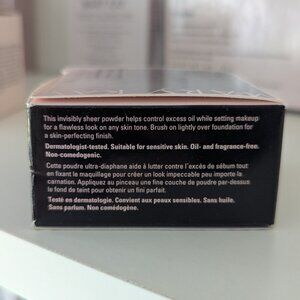 This invisibly sheer powder helps control excess oil while setting makeup
for a flawless look on any skin tone. Brush on lightly over foundation for
a skin-perfecting finish.
Dermatologist-tested. Suitable for sensitive skin. Oil- and fragrance-free.
Non-comedogenic.
Cette poudre ultra-diaphane aide à lutter contre l'excès de sébum tout
en fixant le maquillage pour créer un look impeccable peu importe la
carnation. Appliquez au pinceau une fine couche de poudre par-dessus
le fond de teint pour obtenir un fini parfait.
Testé en dermatologie. Convient aux peaux sensibles. Sans huile.
Sans parfum. Non comédogène.